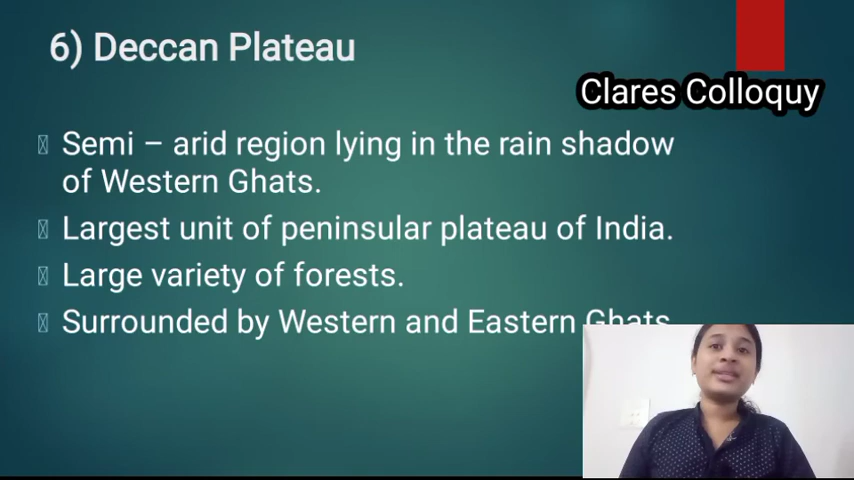 6) Deccan Plateau
Clares Colloquy
Semi – arid region lying in the rain shadow
of Western Ghats.
Largest unit of peninsular plateau of India.
Large variety of forests.
Surrounded by Western and Eastern Ghats